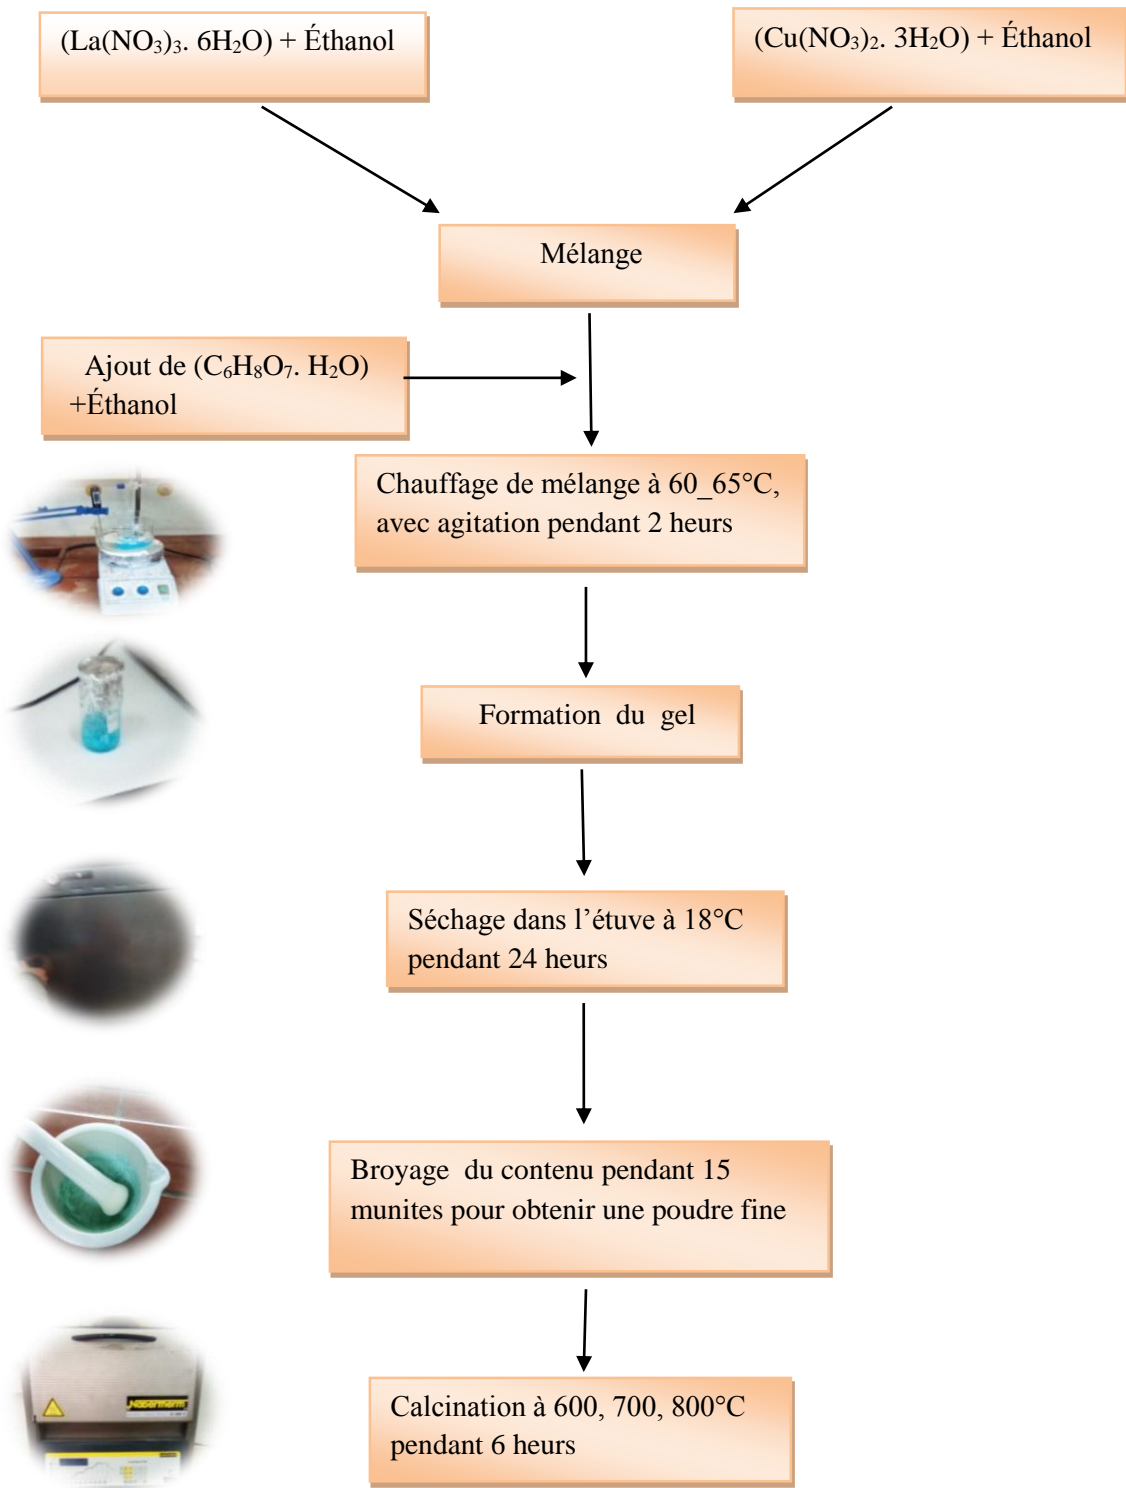 (La(NO₃)₃. 6H₂O) + Éthanol
(Cu(NO₃)₂. 3H₂O) + Éthanol
Mélange
Ajout de (C₆H₈O₇. H₂O)
+Éthanol
Chauffage de mélange à 60_65°C,
avec agitation pendant 2 heurs
Formation du gel
Séchage dans l’étuve à 18°C
pendant 24 heurs
Broyage du contenu pendant 15
munites pour obtenir une poudre fine
Nabertherm
Calcination à 600, 700, 800°C
pendant 6 heurs